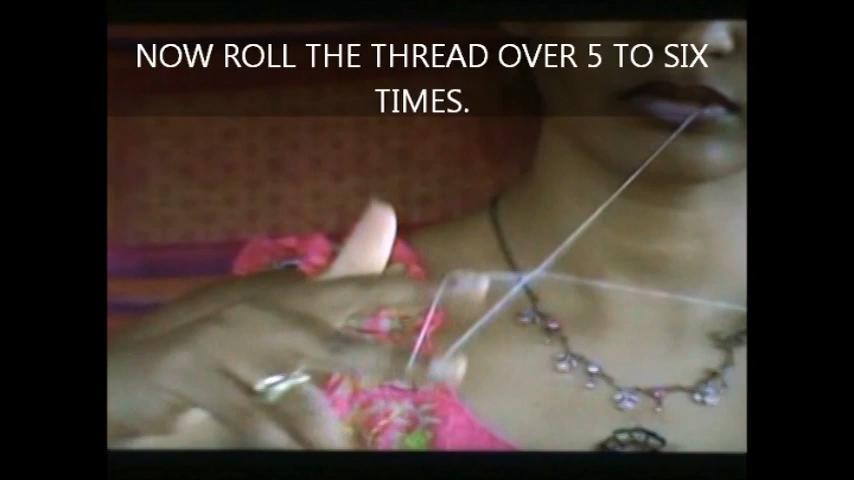 NOW ROLL THE THREAD OVER 5 TO SIX
TIMES.